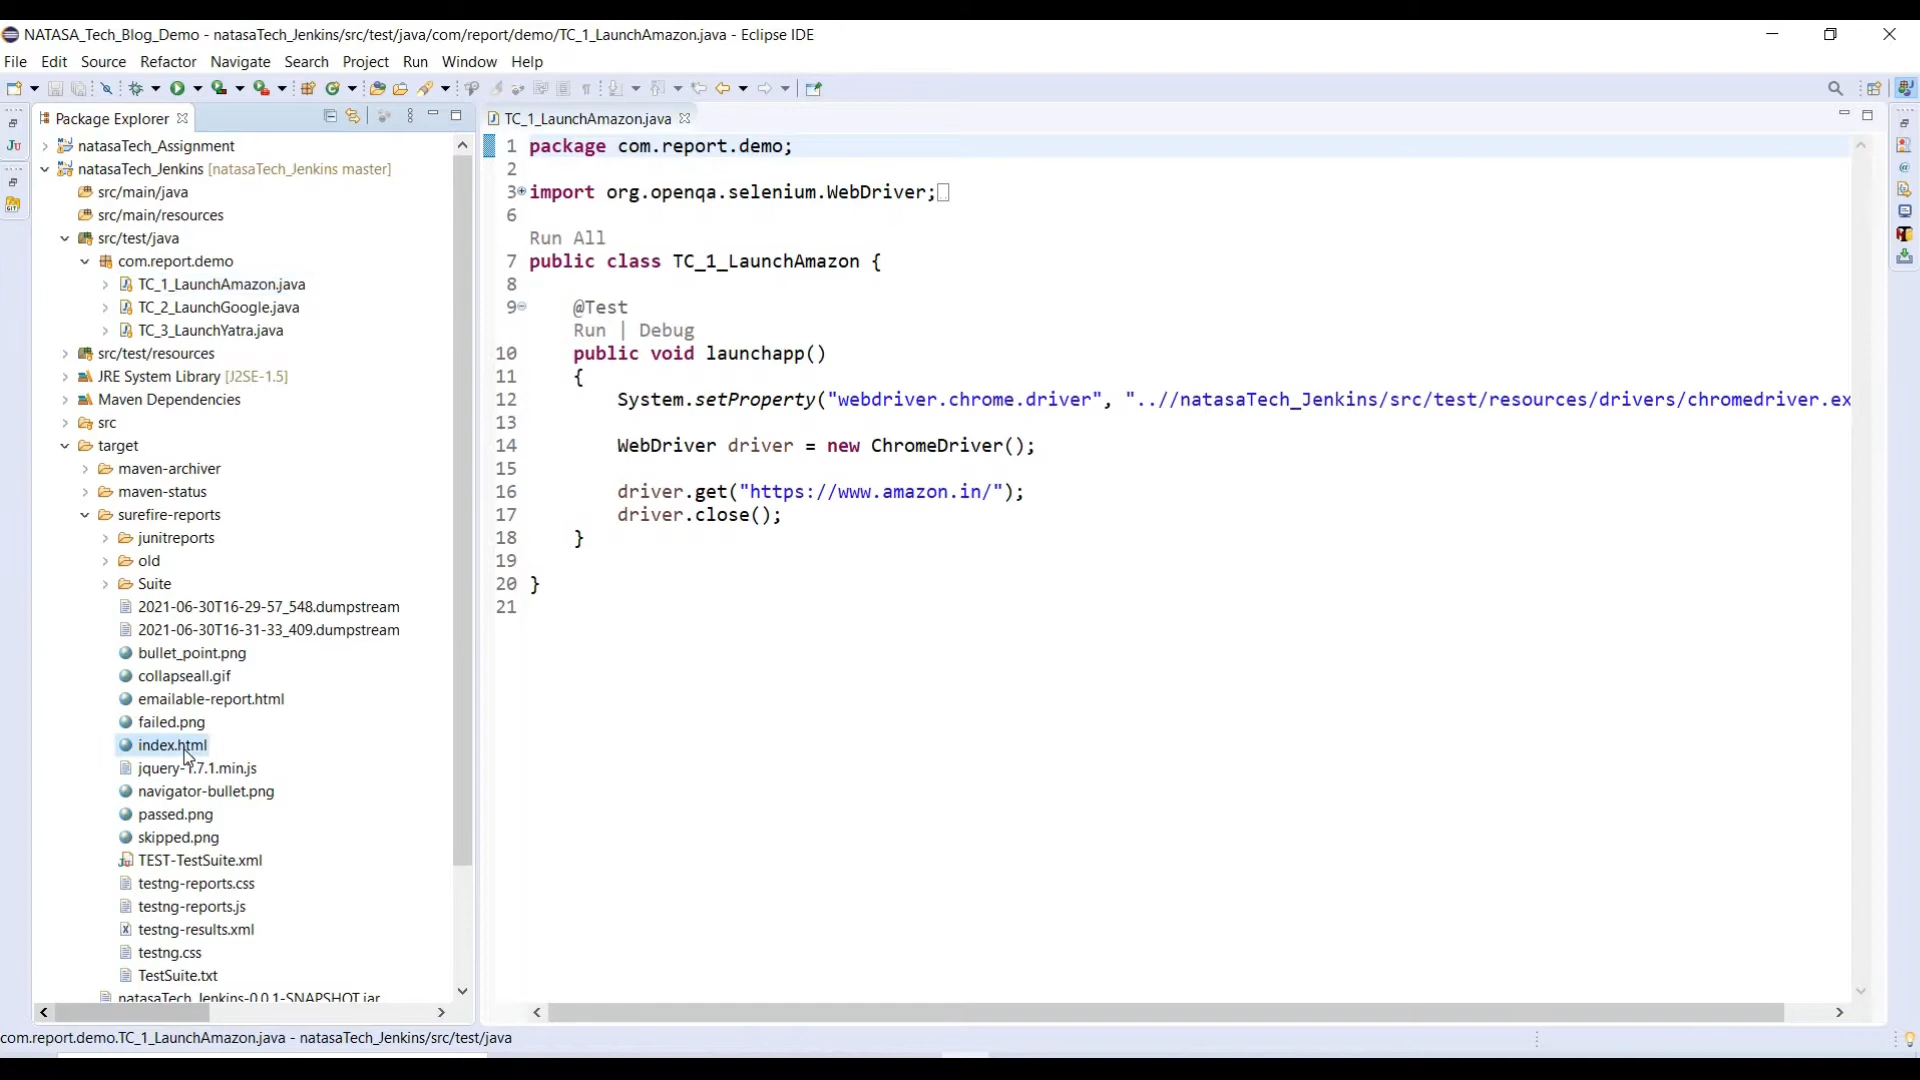 NATASA_Tech_Blog_Demo - natasaTech_Jenkins/src/test/java/com/report/demo/TC_1_LaunchAmazon.java - Eclipse IDE
File Edit Source Refactor Navigate Search Project Run Window Help
Package Explorer
natasaTech_Assignment
natasaTech_Jenkins [natasaTech_Jenkins master]
src/main/java
src/main/resources
src/test/java
com.report.demo
TC_1_LaunchAmazon.java
TC_2_LaunchGoogle.java
TC_3_LaunchYatra.java
src/test/resources
JRE System Library [J2SE-1.5]
Maven Dependencies
src
target
maven-archiver
maven-status
surefire-reports
junitreports
old
Suite
2021-06-30T16-29-57_548.dumpstream
2021-06-30T16-31-33_409.dumpstream
bullet_point.png
collapseall.gif
emailable-report.html
failed.png
index.html
jquery-1.7.1.min.js
navigator-bullet.png
passed.png
skipped.png
TEST-TestSuite.xml
testng-reports.css
testng-reports.js
testng-results.xml
testng.css
TestSuite.txt
natasaTech_Jenkins-0.0.1-SNAPSHOT.jar
TC_1_LaunchAmazon.java
1 package com.report.demo;
2
3 import org.openqa.selenium.WebDriver;
6
Run All
7 public class TC_1_LaunchAmazon {
8
9 @Test
Run | Debug
10 public void launchapp()
11 {
12 System.setProperty("webdriver.chrome.driver", "..//natasaTech_Jenkins/src/test/resources/drivers/chromedriver.ex
13
14 WebDriver driver = new ChromeDriver();
15
16 driver.get("https://www.amazon.in/");
17 driver.close();
18 }
19
20 }
21
com.report.demo.TC_1_LaunchAmazon.java - natasaTech_Jenkins/src/test/java